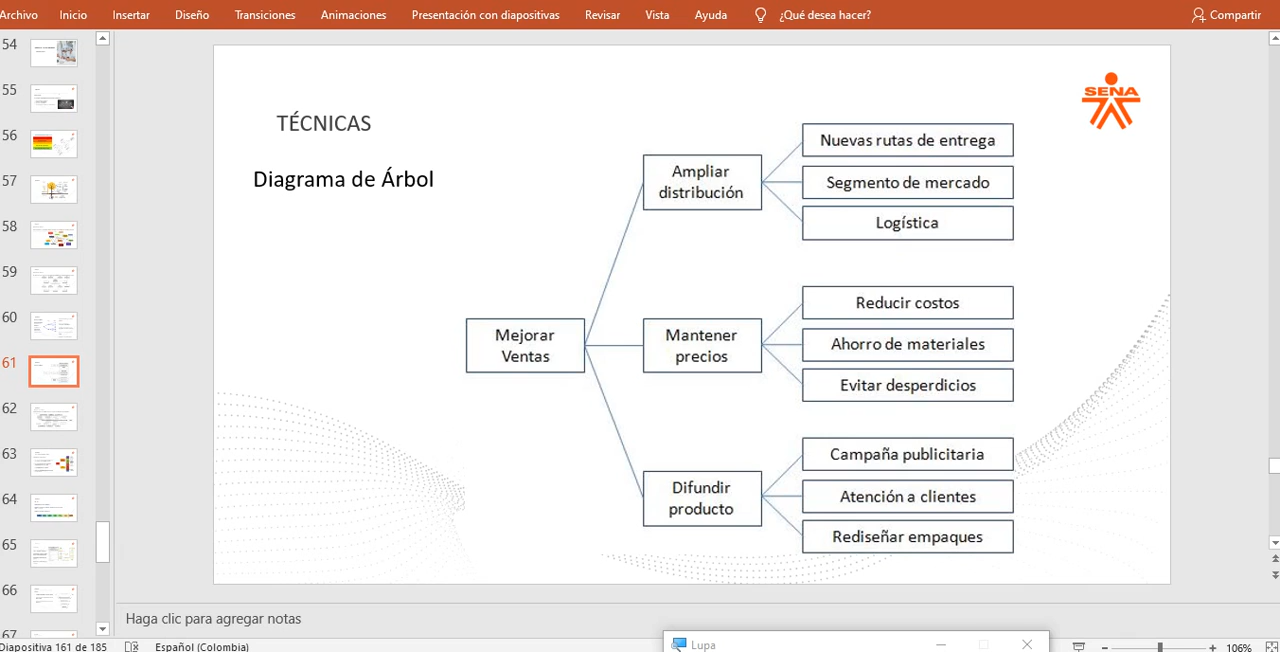 Archivo Inicio Insertar Diseño Transiciones Animaciones Presentación con diapositivas Revisar Vista Ayuda ¿Qué desea hacer? Compartir
54
55
56
57
58
59
60
61
62
63
64
65
66
67
TÉCNICAS
Diagrama de Árbol
SENA
Mejorar
Ventas
Ampliar
distribución
Nuevas rutas de entrega
Segmento de mercado
Logística
Mantener
precios
Reducir costos
Ahorro de materiales
Evitar desperdicios
Difundir
producto
Campaña publicitaria
Atención a clientes
Rediseñar empaques
Haga clic para agregar notas
Lupa
Diapositiva 161 de 185 Español (Colombia) 106%